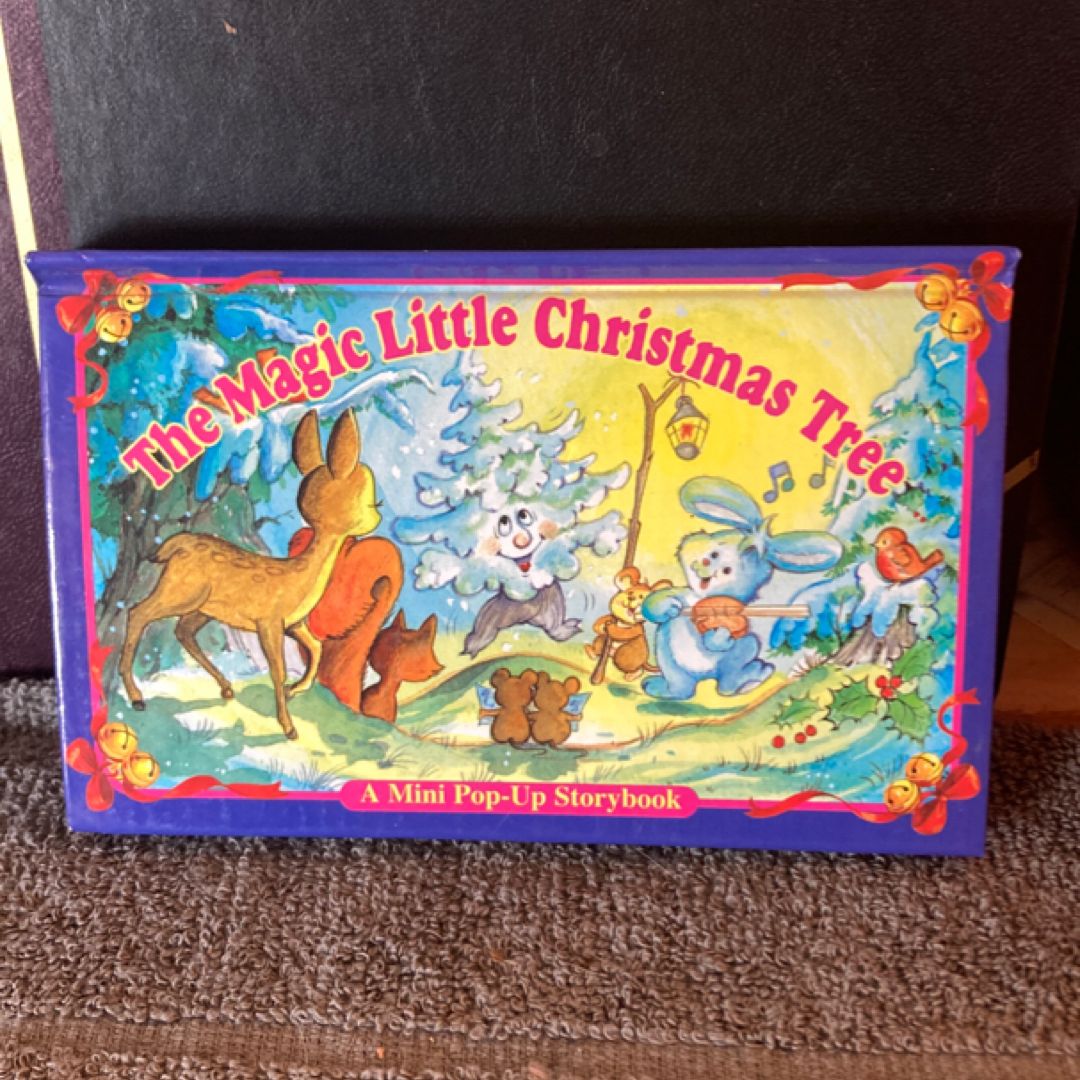 The Magic Little Christmas Tree
A Mini Pop-Up Storybook